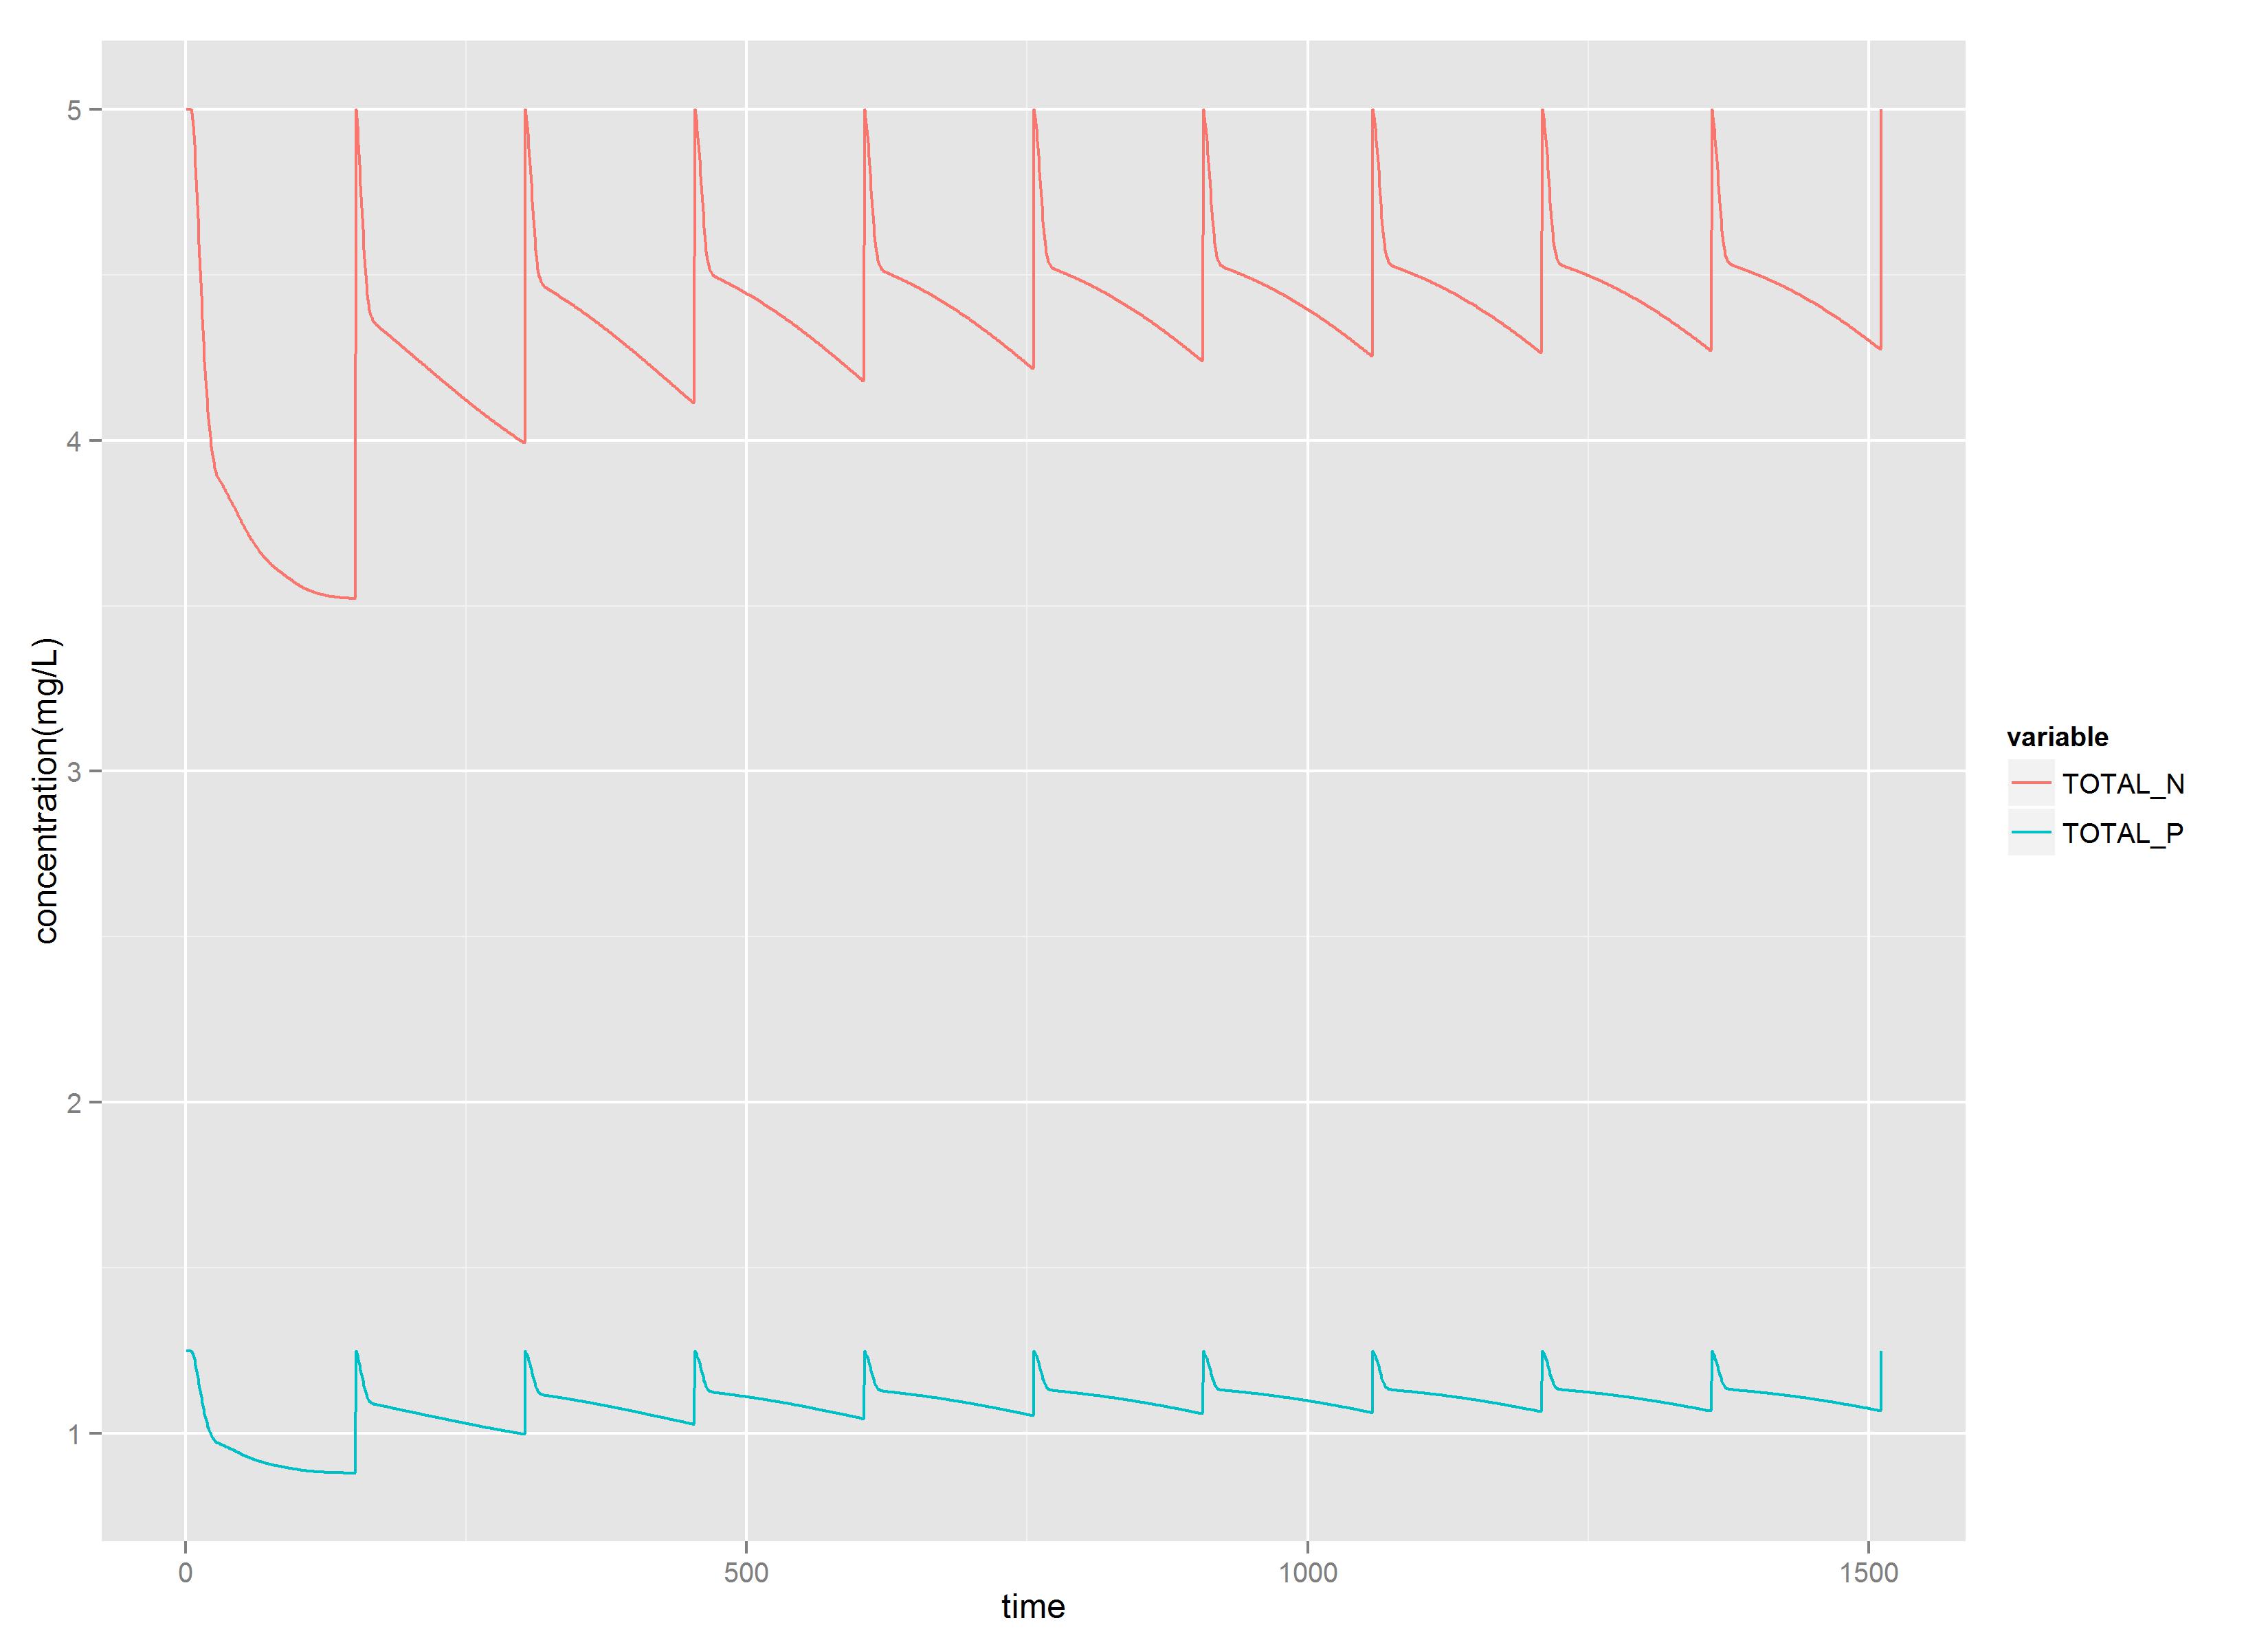 5
4
3
2
1
concentration(mg/L)
0 500 1000 1500
time
variable
TOTAL_N
TOTAL_P